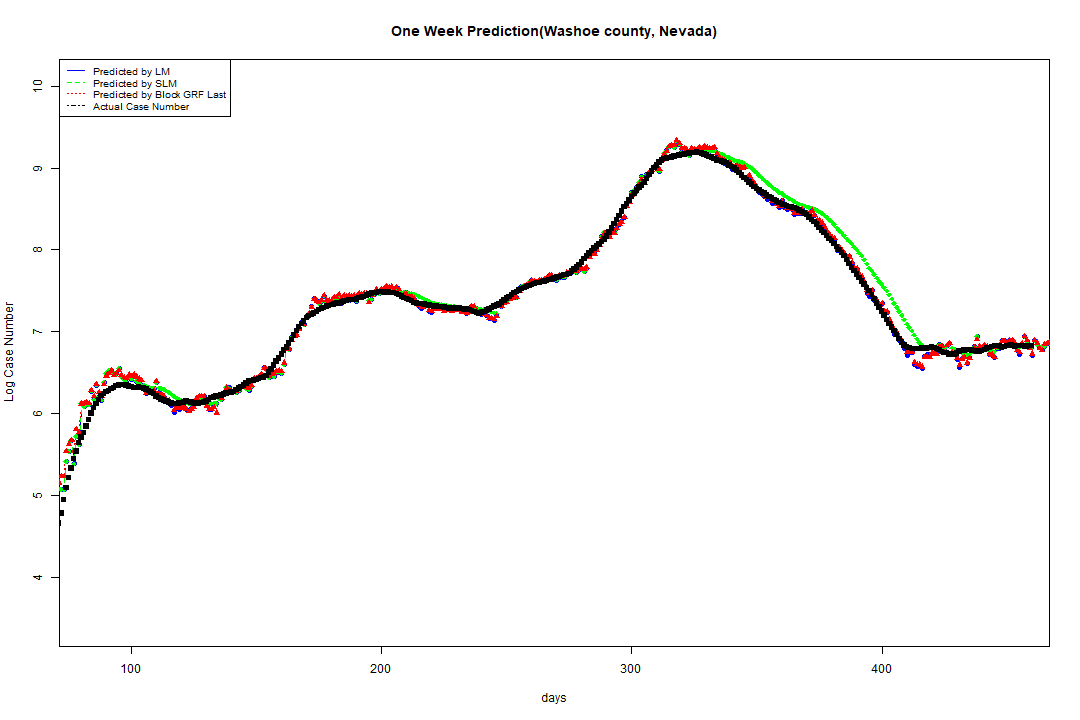 One Week Prediction(Washoe county, Nevada)
Predicted by LM
Predicted by SLM
Predicted by Block GRF Last
Actual Case Number
10
9
8
7
6
5
4
Log Case Number
100 200 300 400
days